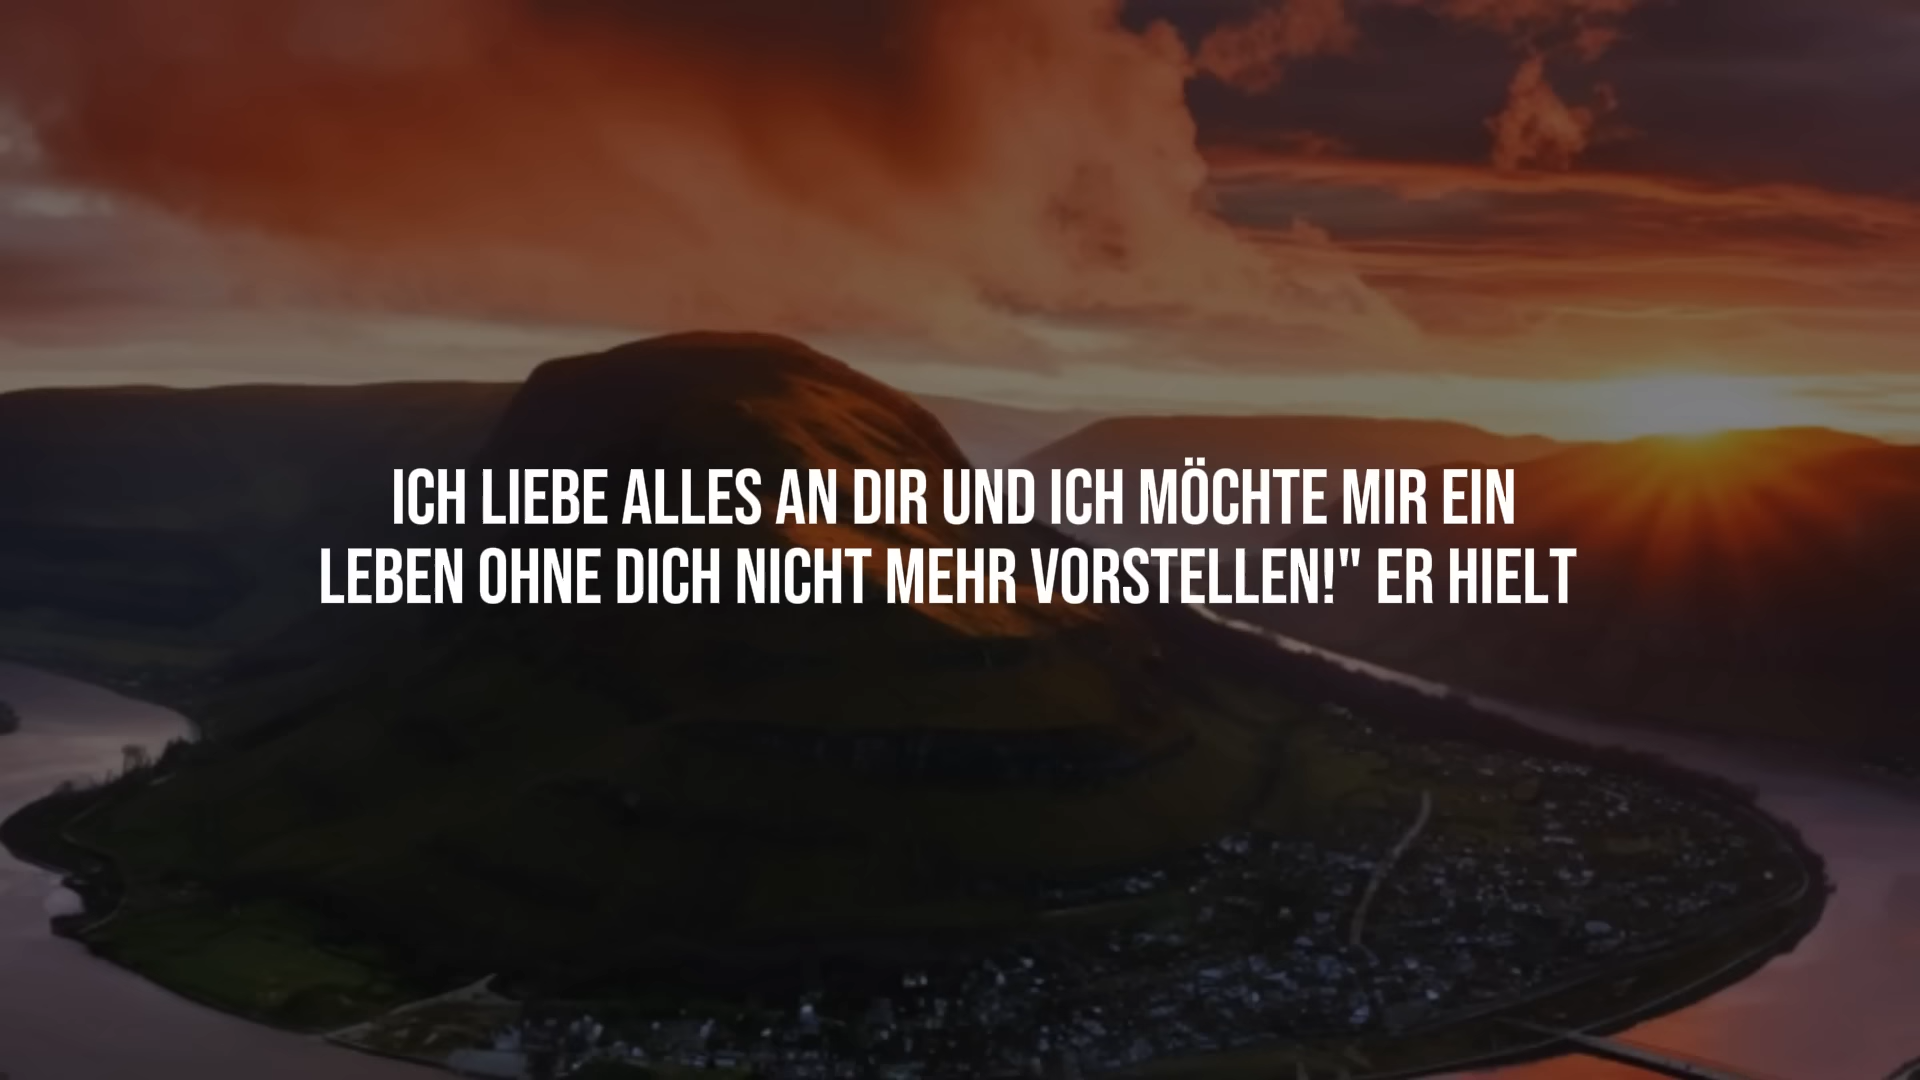 ICH LIEBE ALLES AN DIR UND ICH MÖCHTE MIR EIN
LEBEN OHNE DICH NICHT MEHR VORSTELLEN!" ER HIELT